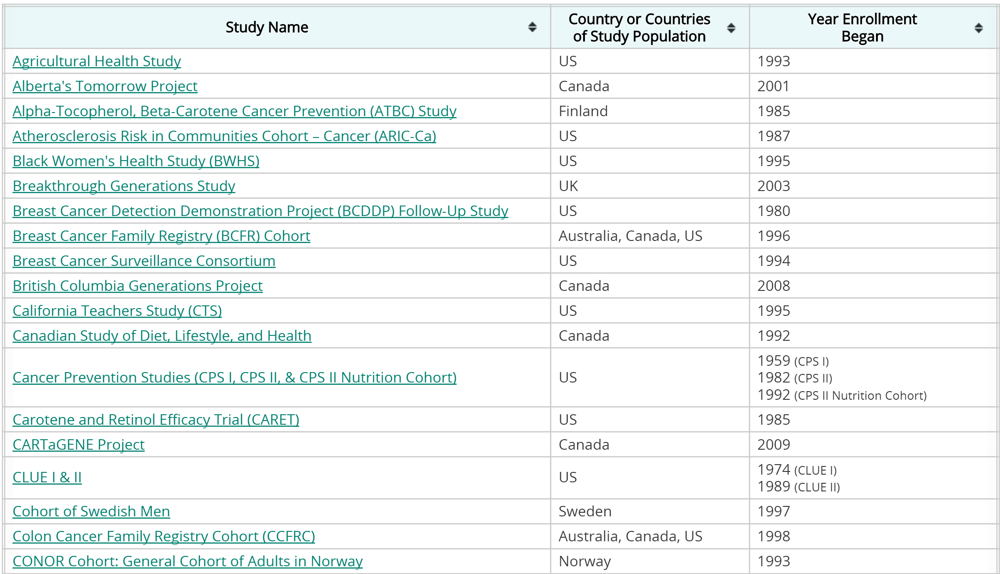 Study Name
Country or Countries of Study Population
Year Enrollment Began
Agricultural Health Study US 1993
Alberta's Tomorrow Project Canada 2001
Alpha-Tocopherol, Beta-Carotene Cancer Prevention (ATBC) Study Finland 1985
Atherosclerosis Risk in Communities Cohort – Cancer (ARIC-Ca) US 1987
Black Women's Health Study (BWHS) US 1995
Breakthrough Generations Study UK 2003
Breast Cancer Detection Demonstration Project (BCDDP) Follow-Up Study US 1980
Breast Cancer Family Registry (BCFR) Cohort Australia, Canada, US 1996
Breast Cancer Surveillance Consortium US 1994
British Columbia Generations Project Canada 2008
California Teachers Study (CTS) US 1995
Canadian Study of Diet, Lifestyle, and Health Canada 1992
Cancer Prevention Studies (CPS I, CPS II, & CPS II Nutrition Cohort) US 1959 (CPS I)
1982 (CPS II)
1992 (CPS II Nutrition Cohort)
Carotene and Retinol Efficacy Trial (CARET) US 1985
CARTaGENE Project Canada 2009
CLUE I & II US 1974 (CLUE I)
1989 (CLUE II)
Cohort of Swedish Men Sweden 1997
Colon Cancer Family Registry Cohort (CCFRC) Australia, Canada, US 1998
CONOR Cohort: General Cohort of Adults in Norway Norway 1993